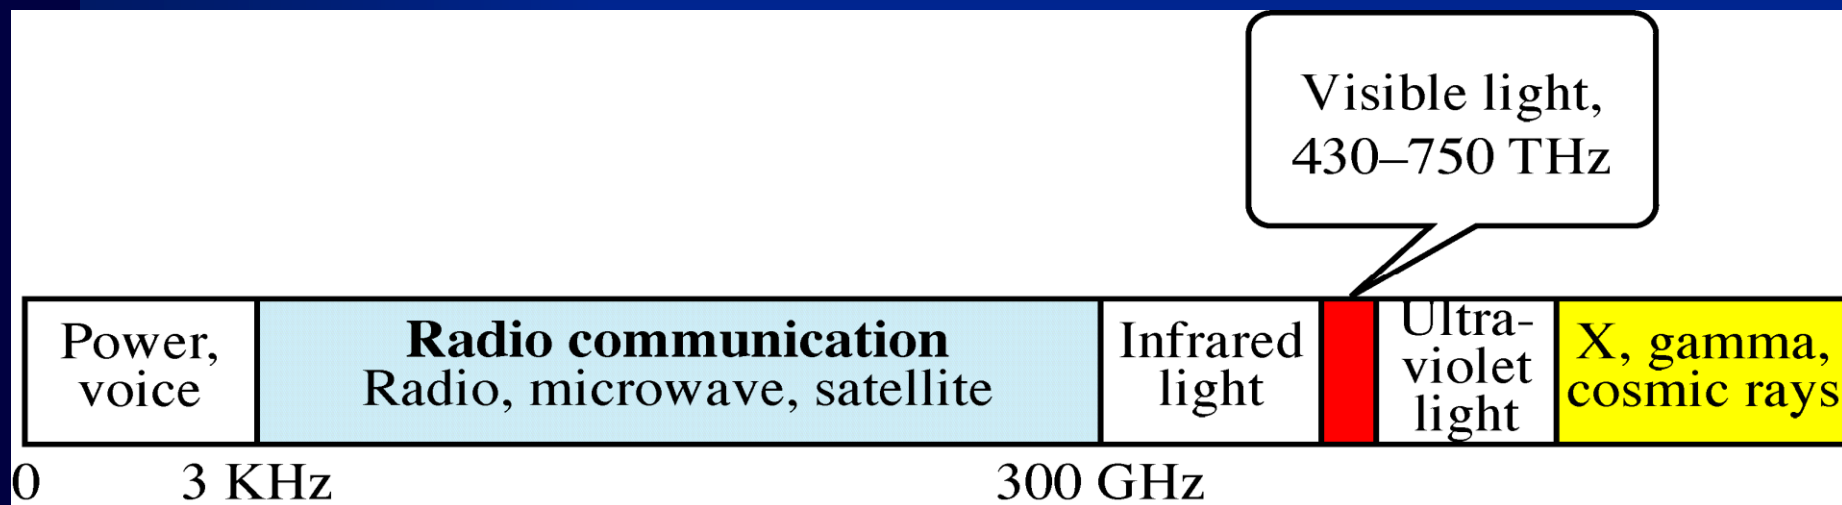 Visible light,
430–750 THz
Power,
voice
Radio communication
Radio, microwave, satellite
Infrared
light
Ultra-
violet
light
X, gamma,
cosmic rays
0
3 KHz
300 GHz